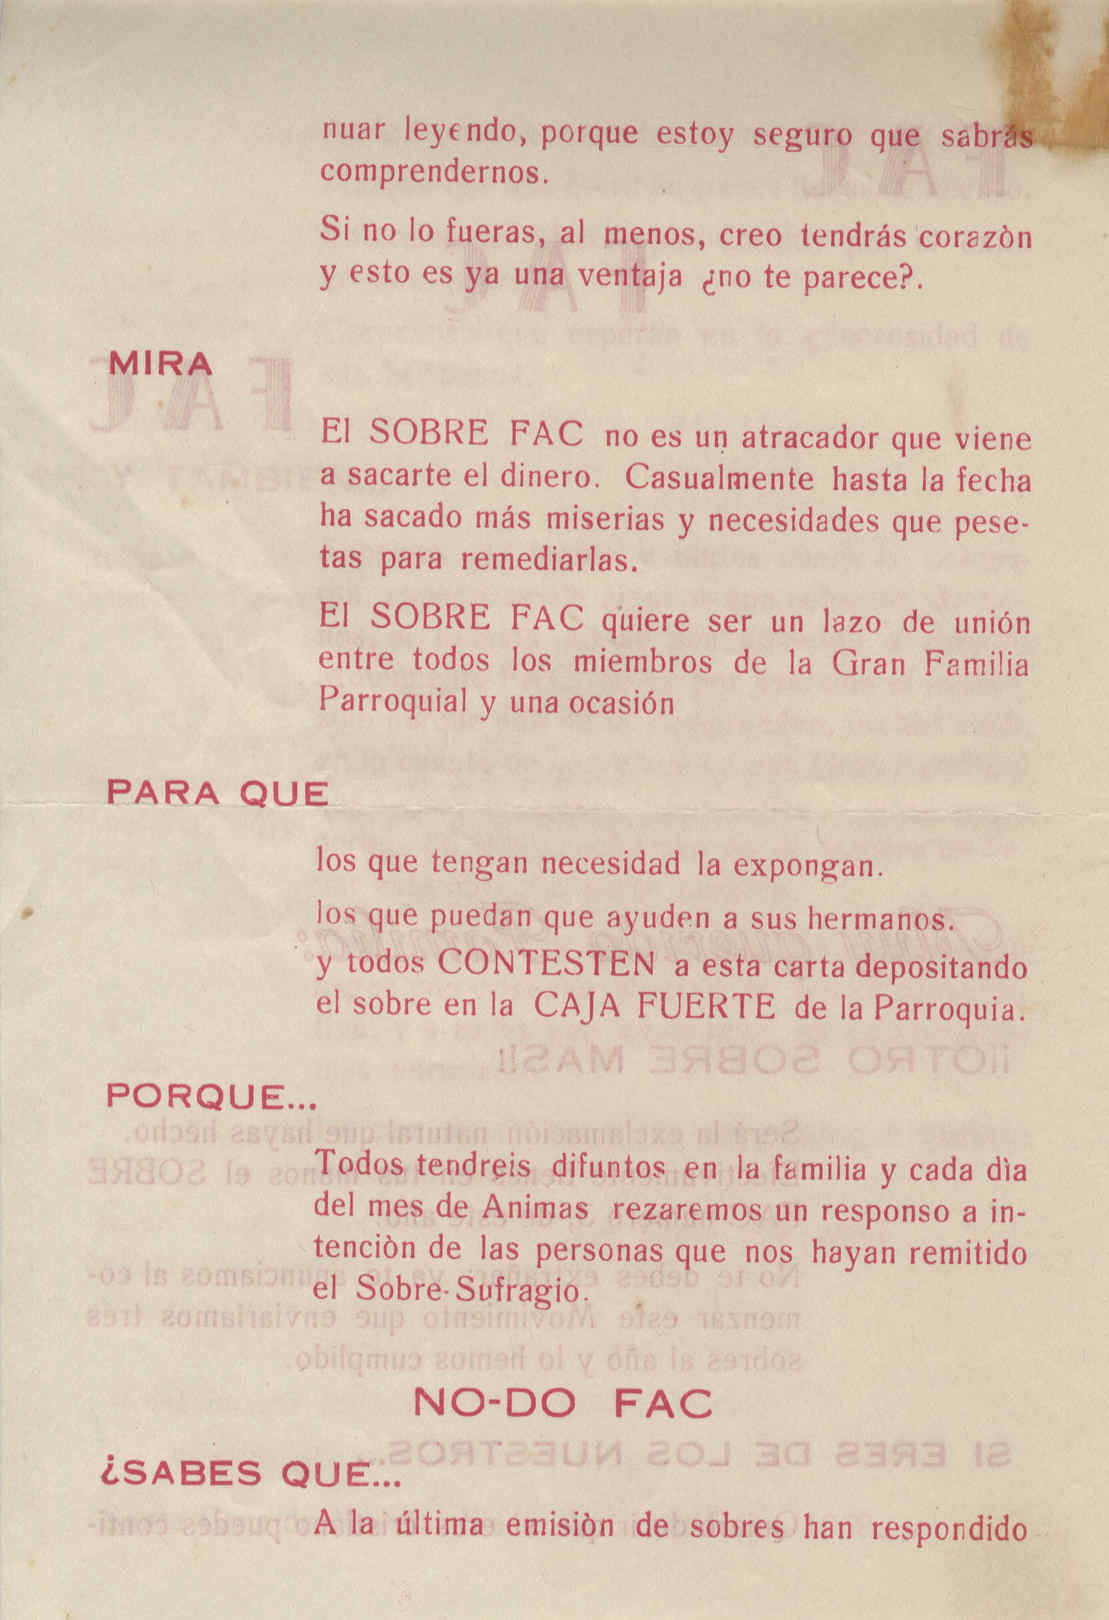 nuar leyendo, porque estoy seguro que sabrás
comprendernos.
Si no lo fueras, al menos, creo tendrás corazòn
y esto es ya una ventaja ¿no te parece?.
MIRA
El SOBRE FAC no es un atracador que viene
a sacarte el dinero. Casualmente hasta la fecha
ha sacado más miserias y necesidades que pese-
tas para remediarlas.
El SOBRE FAC quiere ser un lazo de unión
entre todos los miembros de la Gran Familia
Parroquial y una ocasión
PARA QUE
los que tengan necesidad la expongan.
los que puedan que ayuden a sus hermanos.
y todos CONTESTEN a esta carta depositando
el sobre en la CAJA FUERTE de la Parroquia.
PORQUE...
Todos tendreis difuntos en la familia y cada dìa
del mes de Animas rezaremos un responso a in-
tenciòn de las personas que nos hayan remitido
el Sobre-Sufragio.
NO-DO FAC
¿SABES QUE...
A la última emisiòn de sobres han respondido